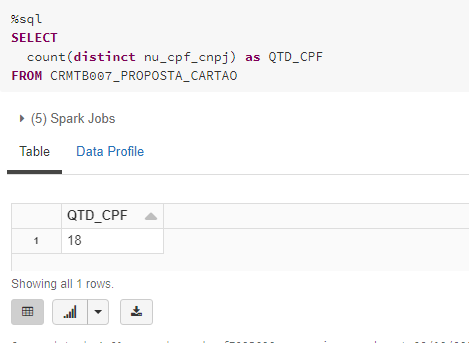 %sql
SELECT
count(distinct nu_cpf_cnpj) as QTD_CPF
FROM CRMTB007_PROPOSTA_CARTAO
(5) Spark Jobs
Table Data Profile
QTD_CPF
1 18
Showing all 1 rows.